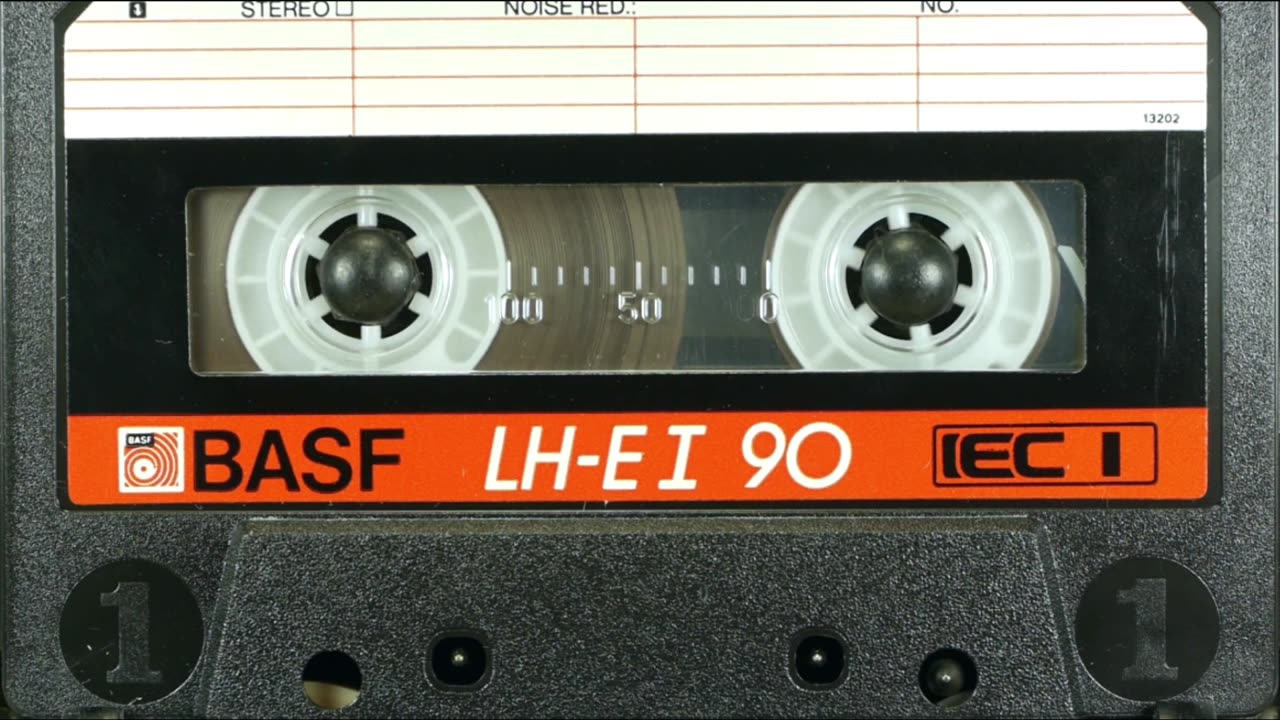 STEREO NOISE RED.: NO.
13202
100 50 0
BASF BASF LH-E I 90 IEC I
1 1